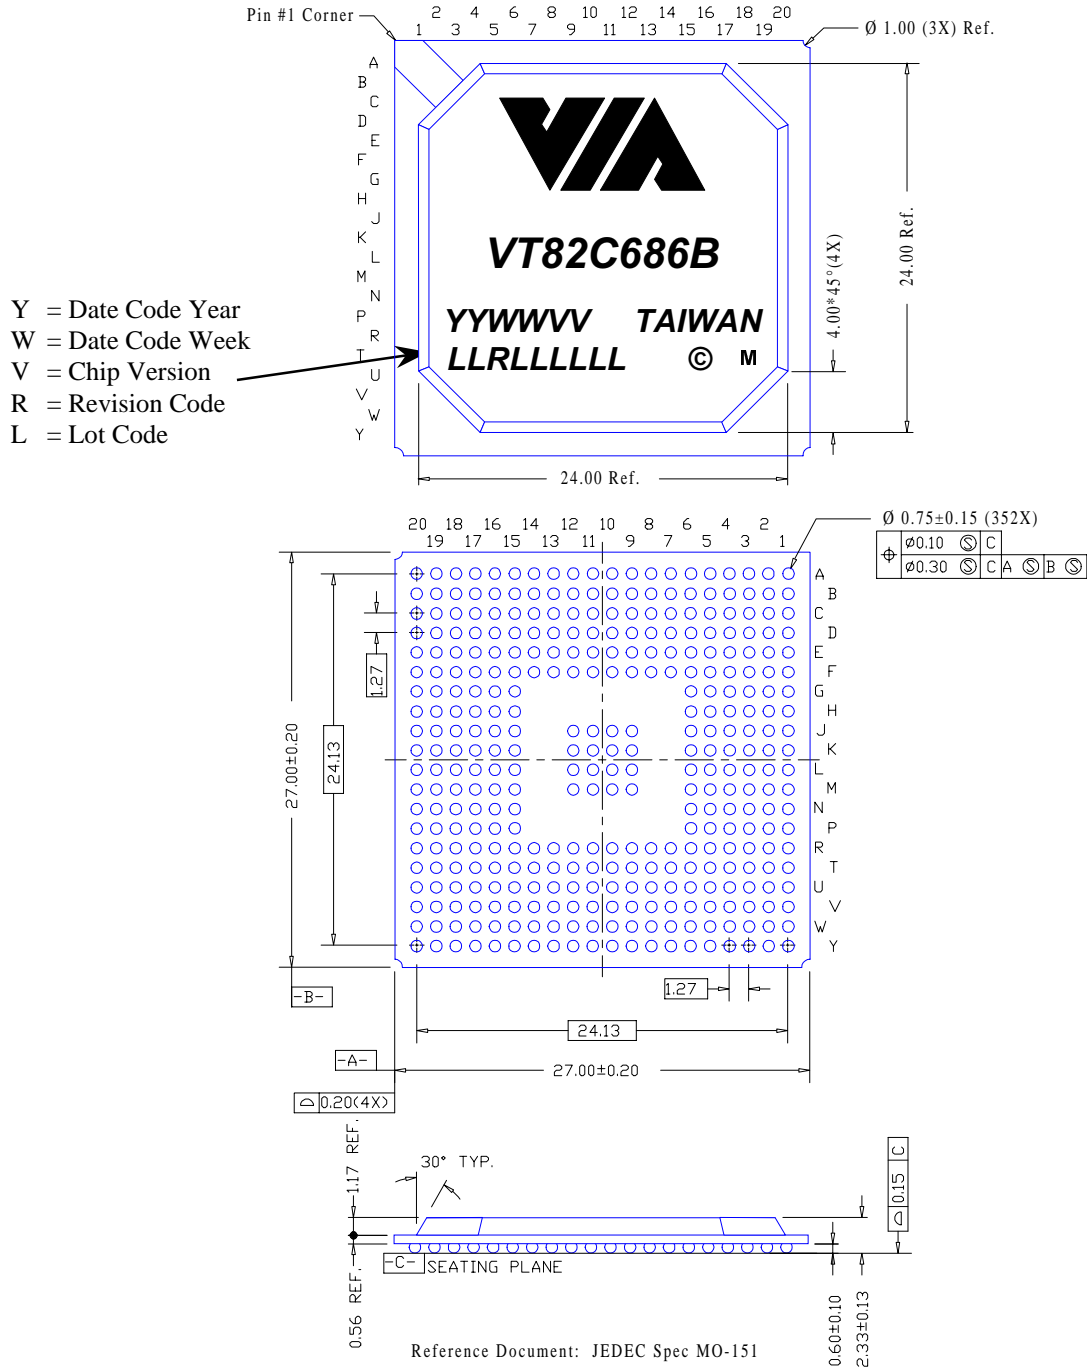 Pin #1 Corner
2 4 6 8 10 12 14 16 18 20
1 3 5 7 9 11 13 15 17 19
Ø 1.00 (3X) Ref.
A
B
C
D
E
F
G
H
J
K
L
M
N
P
R
T
U
V
W
Y
VIA
VT82C686B
YYWWVV TAIWAN
LLRLLLLLL © M
24.00 Ref.
4.00*45°(4X)
24.00 Ref.
Y = Date Code Year
W = Date Code Week
V = Chip Version
R = Revision Code
L = Lot Code
20 18 16 14 12 10 8 6 4 2
19 17 15 13 11 9 7 5 3 1
Ø 0.75±0.15 (352X)
Ø0.10 Ⓢ C
Ø0.30 Ⓢ C A Ⓢ B Ⓢ
A
B
C
D
E
F
G
H
J
K
L
M
N
P
R
T
U
V
W
Y
1.27
24.13
27.00±0.20
-B-
1.27
24.13
-A-
27.00±0.20
0.20(4X)
1.17 REF.
30° TYP.
0.15 C
-C- SEATING PLANE
0.56 REF.
0.60±0.10
2.33±0.13
Reference Document: JEDEC Spec MO-151